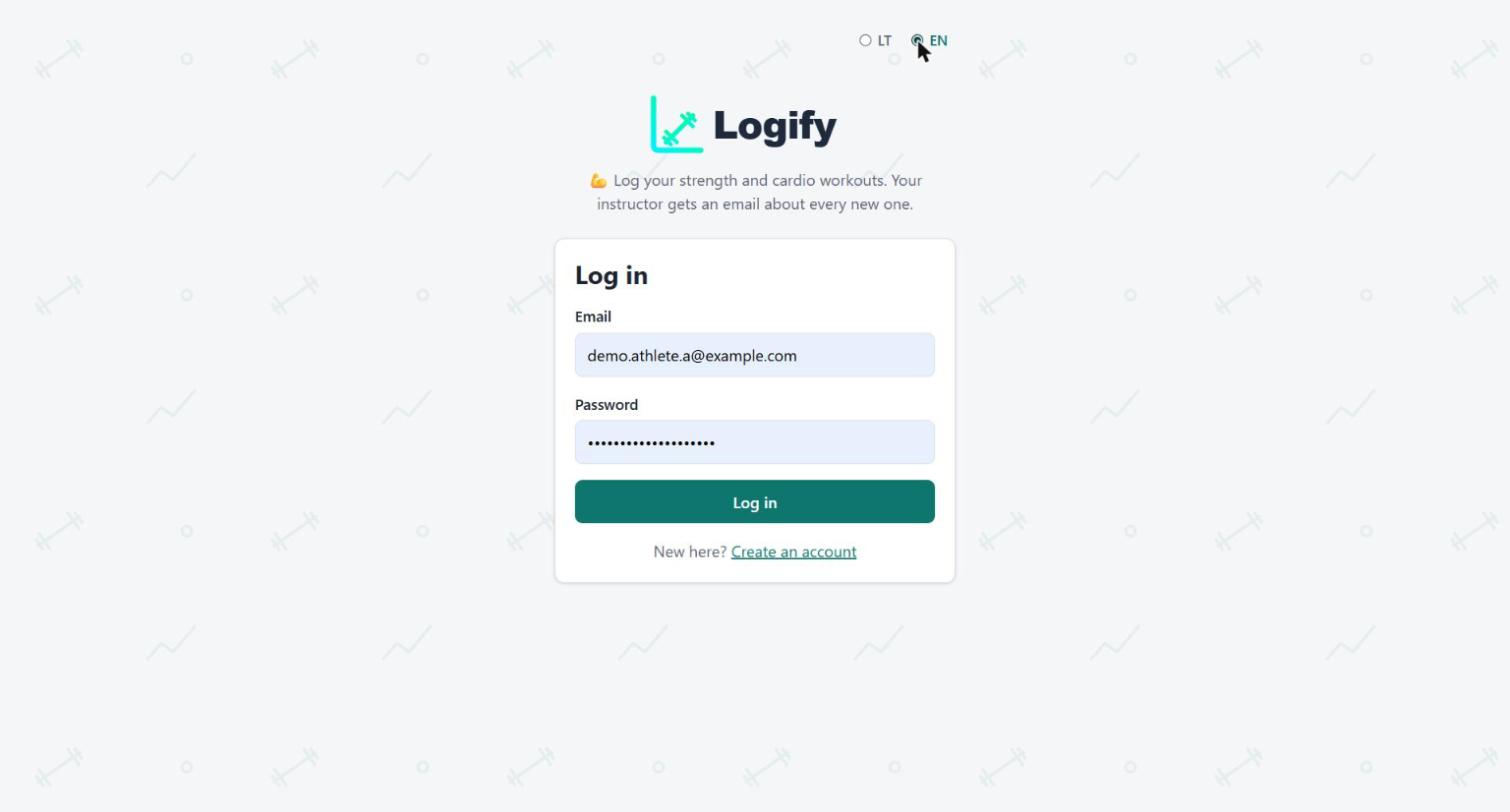 LT EN
Logify
💪 Log your strength and cardio workouts. Your
instructor gets an email about every new one.
Log in
Email
demo.athlete.a@example.com
Password
••••••••••••••••••••
Log in
New here? Create an account